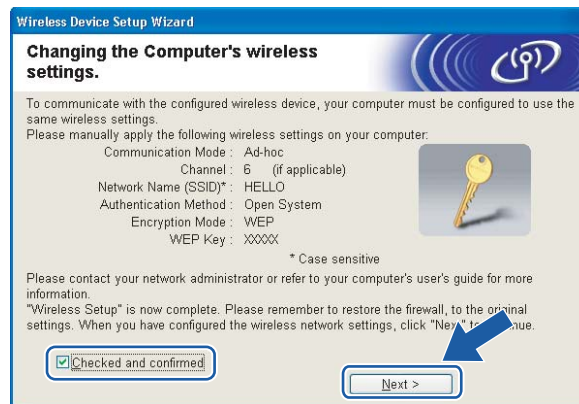 Wireless Device Setup Wizard
Changing the Computer's wireless
settings.
To communicate with the configured wireless device, your computer must be configured to use the
same wireless settings.
Please manually apply the following wireless settings on your computer:
Communication Mode : Ad-hoc
Channel : 6 (if applicable)
Network Name (SSID)* : HELLO
Authentication Method : Open System
Encryption Mode : WEP
WEP Key : XXXXX
* Case sensitive
Please contact your network administrator or refer to your computer's user's guide for more
information.
"Wireless Setup" is now complete. Please remember to restore the firewall, to the original
settings. When you have configured the wireless network settings, click "Next" to
Checked and confirmed
Next >